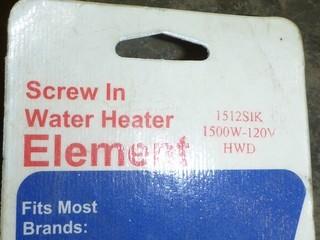 Screw In
Water Heater
Element
1512SIK
1500W-120V
HWD
Fits Most
Brands: